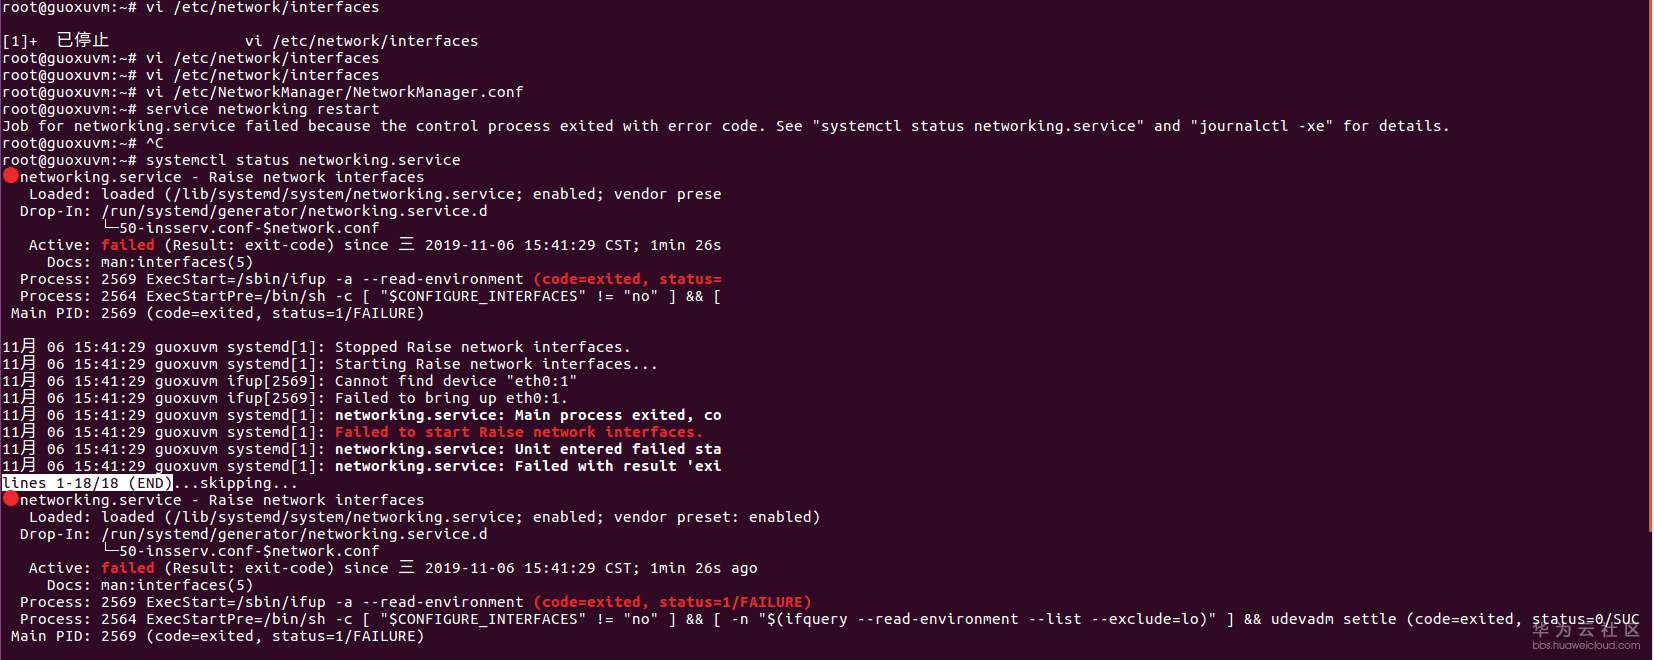 root@guoxuvm:~# vi /etc/network/interfaces
[1]+  已停止               vi /etc/network/interfaces
root@guoxuvm:~# vi /etc/network/interfaces
root@guoxuvm:~# vi /etc/network/interfaces
root@guoxuvm:~# vi /etc/NetworkManager/NetworkManager.conf
root@guoxuvm:~# service networking restart
Job for networking.service failed because the control process exited with error code. See "systemctl status networking.service" and "journalctl -xe" for details.
root@guoxuvm:~# ^C
root@guoxuvm:~# systemctl status networking.service
networking.service - Raise network interfaces
   Loaded: loaded (/lib/systemd/system/networking.service; enabled; vendor prese
  Drop-In: /run/systemd/generator/networking.service.d
           └─50-insserv.conf-$network.conf
   Active: failed (Result: exit-code) since 三 2019-11-06 15:41:29 CST; 1min 26s
     Docs: man:interfaces(5)
  Process: 2569 ExecStart=/sbin/ifup -a --read-environment (code=exited, status=
  Process: 2564 ExecStartPre=/bin/sh -c [ "$CONFIGURE_INTERFACES" != "no" ] && [
 Main PID: 2569 (code=exited, status=1/FAILURE)
11月 06 15:41:29 guoxuvm systemd[1]: Stopped Raise network interfaces.
11月 06 15:41:29 guoxuvm systemd[1]: Starting Raise network interfaces...
11月 06 15:41:29 guoxuvm ifup[2569]: Cannot find device "eth0:1"
11月 06 15:41:29 guoxuvm ifup[2569]: Failed to bring up eth0:1.
11月 06 15:41:29 guoxuvm systemd[1]: networking.service: Main process exited, co
11月 06 15:41:29 guoxuvm systemd[1]: Failed to start Raise network interfaces.
11月 06 15:41:29 guoxuvm systemd[1]: networking.service: Unit entered failed sta
11月 06 15:41:29 guoxuvm systemd[1]: networking.service: Failed with result 'exi
lines 1-18/18 (END)...skipping...
networking.service - Raise network interfaces
   Loaded: loaded (/lib/systemd/system/networking.service; enabled; vendor preset: enabled)
  Drop-In: /run/systemd/generator/networking.service.d
           └─50-insserv.conf-$network.conf
   Active: failed (Result: exit-code) since 三 2019-11-06 15:41:29 CST; 1min 26s ago
     Docs: man:interfaces(5)
  Process: 2569 ExecStart=/sbin/ifup -a --read-environment (code=exited, status=1/FAILURE)
  Process: 2564 ExecStartPre=/bin/sh -c [ "$CONFIGURE_INTERFACES" != "no" ] && [ -n "$(ifquery --read-environment --list --exclude=lo)" ] && udevadm settle (code=exited, status=0/SUC
 Main PID: 2569 (code=exited, status=1/FAILURE)
华为云社区
bbs.huaweicloud.com